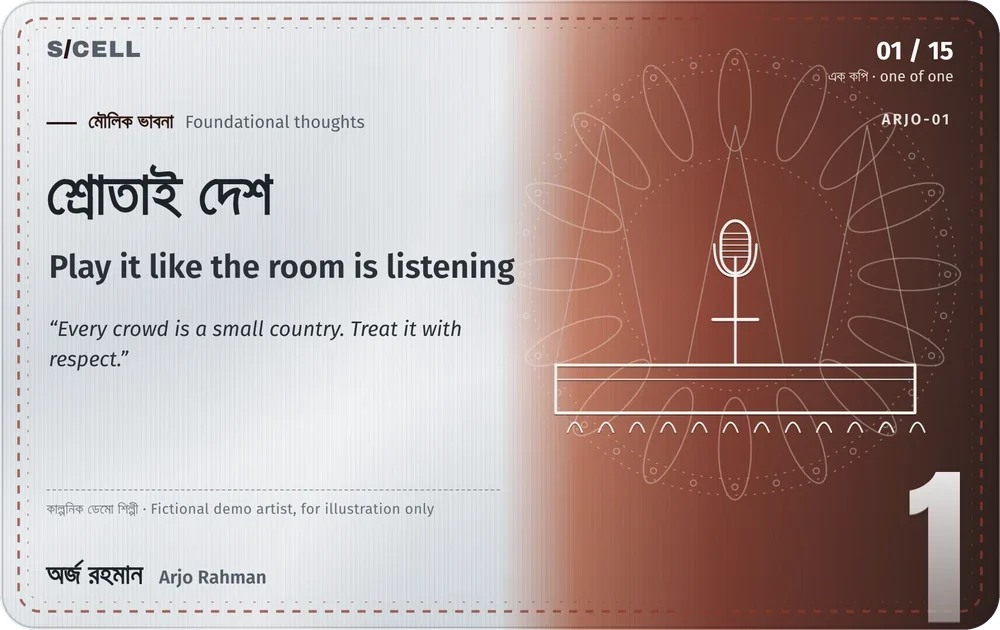 S/CELL
01 / 15
এক কপি · one of one
ARJO-01
মৌলিক ভাবনা Foundational thoughts
শ্রোতাই দেশ
Play it like the room is listening
“Every crowd is a small country. Treat it with
respect.”
কাল্পনিক ডেমো শিল্পী · Fictional demo artist, for illustration only
অর্জ রহমান Arjo Rahman
1